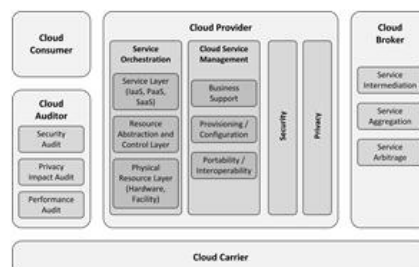 Cloud
Consumer
Cloud
Auditor
Security
Audit
Privacy
Impact Audit
Performance
Audit
Cloud Provider
Service
Orchestration
Service Layer
(IaaS, PaaS,
SaaS)
Resource
Abstraction and
Control Layer
Physical
Resource Layer
(Hardware,
Facility)
Cloud Service
Management
Business
Support
Provisioning /
Configuration
Portability /
Interoperability
Security
Privacy
Cloud
Broker
Service
Intermediation
Service
Aggregation
Service
Arbitrage
Cloud Carrier